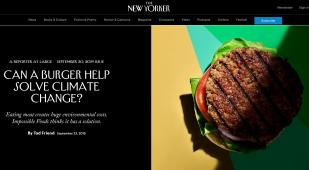 THE
NEW YORKER
Newsletter
News Books & Culture Fiction & Poetry Humor & Cartoons Magazine Crossword Video Podcasts Archive Festival Subscribe
A REPORTER AT LARGE SEPTEMBER 30, 2019 ISSUE
CAN A BURGER HELP
SOLVE CLIMATE
CHANGE?
Eating meat creates huge environmental costs.
Impossible Foods thinks it has a solution.
By Tad Friend September 23, 2019